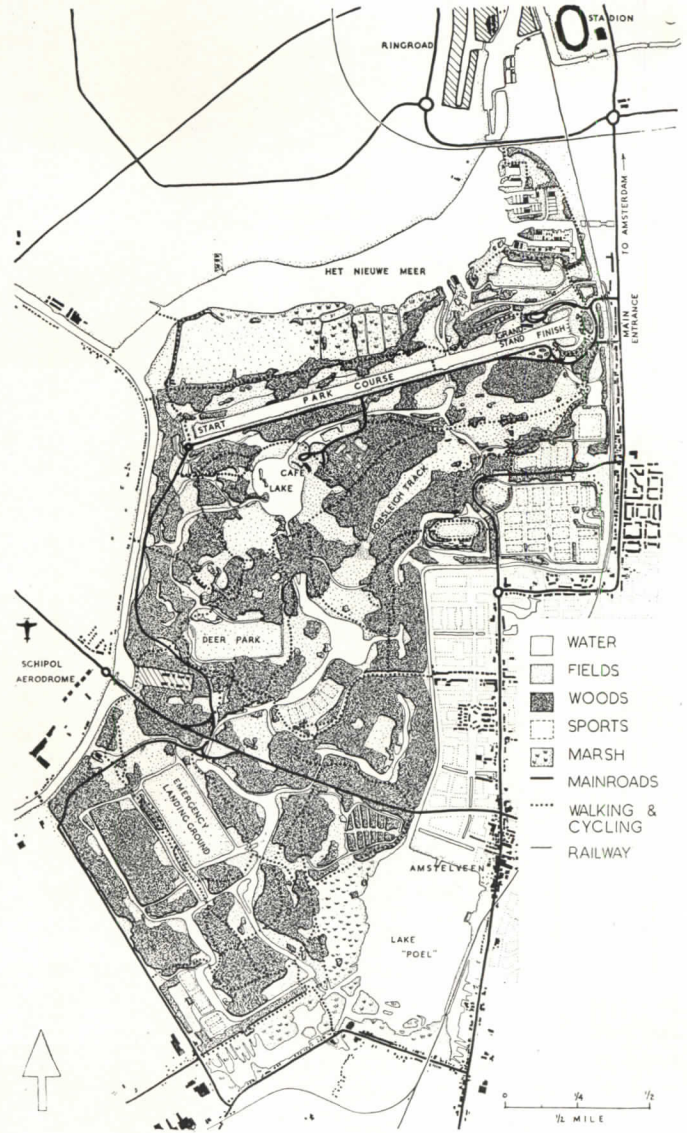 STADION
RINGROAD
TO AMSTERDAM
HET NIEUWE MEER
MAIN
ENTRANCE
GRAND
STAND
FINISH
PARK COURSE
START
CAFE
LAKE
BOBSLEIGH TRACK
DEER PARK
SCHIPOL
AERODROME
WATER
FIELDS
WOODS
SPORTS
MARSH
MAINROADS
WALKING &
CYCLING
RAILWAY
EMERGENCY
LANDING GROUND
AMSTELVEEN
LAKE
"POEL"
0 1/4 1/2
1/2 MILE